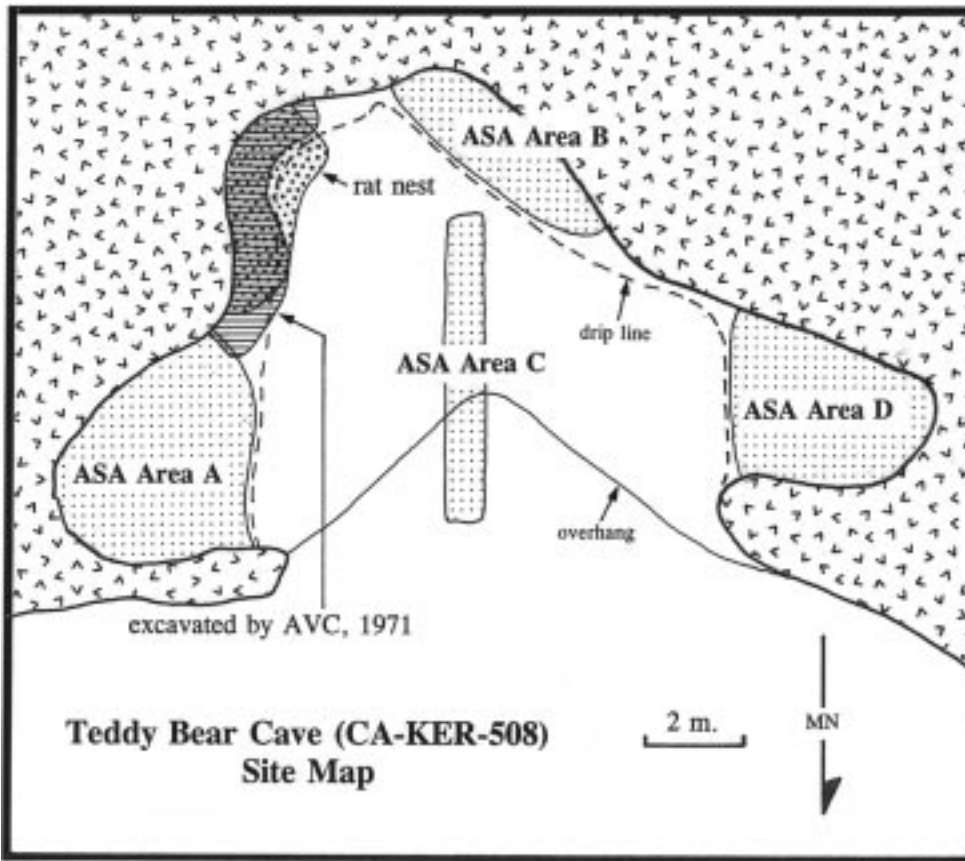 ASA Area B
rat nest
drip line
ASA Area C
ASA Area D
ASA Area A
overhang
excavated by AVC, 1971
Teddy Bear Cave (CA-KER-508)
Site Map
2 m.
MN